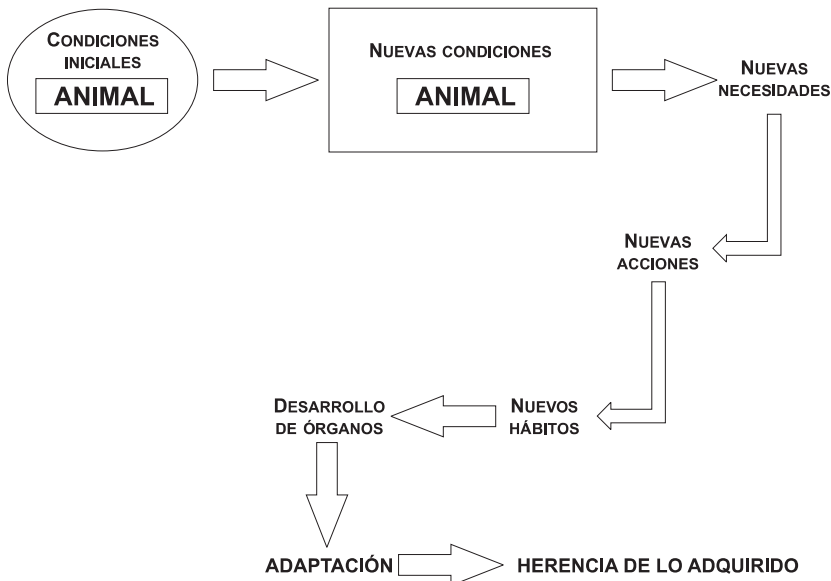 CONDICIONES
INICIALES
ANIMAL
NUEVAS CONDICIONES
ANIMAL
NUEVAS
NECESIDADES
NUEVAS
ACCIONES
NUEVOS
HÁBITOS
DESARROLLO
DE ÓRGANOS
ADAPTACIÓN
HERENCIA DE LO ADQUIRIDO